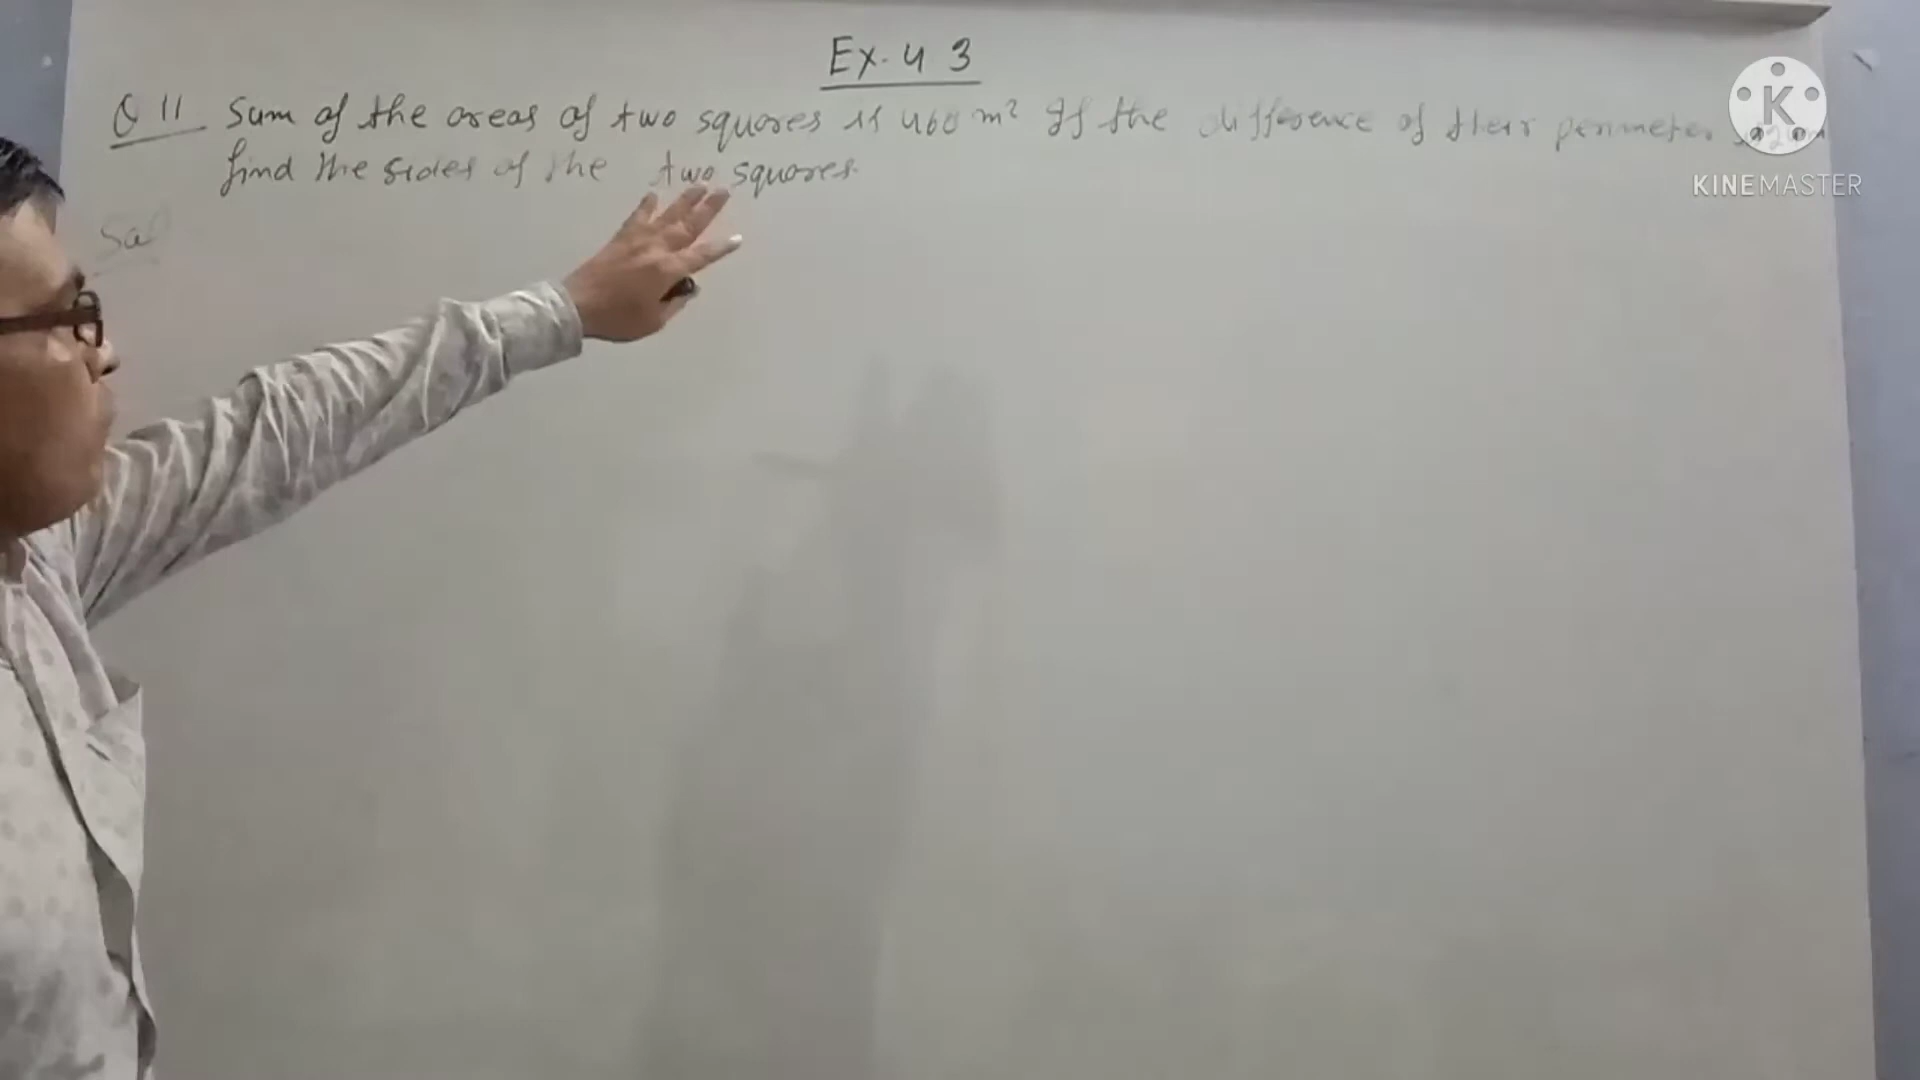 Ex. 4 3
Q 11 Sum of the areas of two squares is 460 m² If the difference of their perimeter
find the sides of the two squares.
Sol
K
KINEMASTER